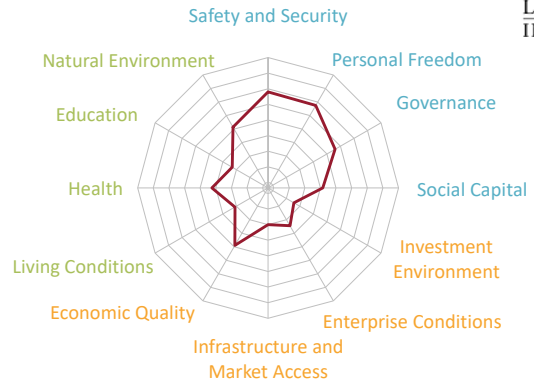 Safety and Security
Natural Environment
Personal Freedom
Education
Governance
Health
Social Capital
Investment
Environment
Living Conditions
Economic Quality
Enterprise Conditions
Infrastructure and
Market Access